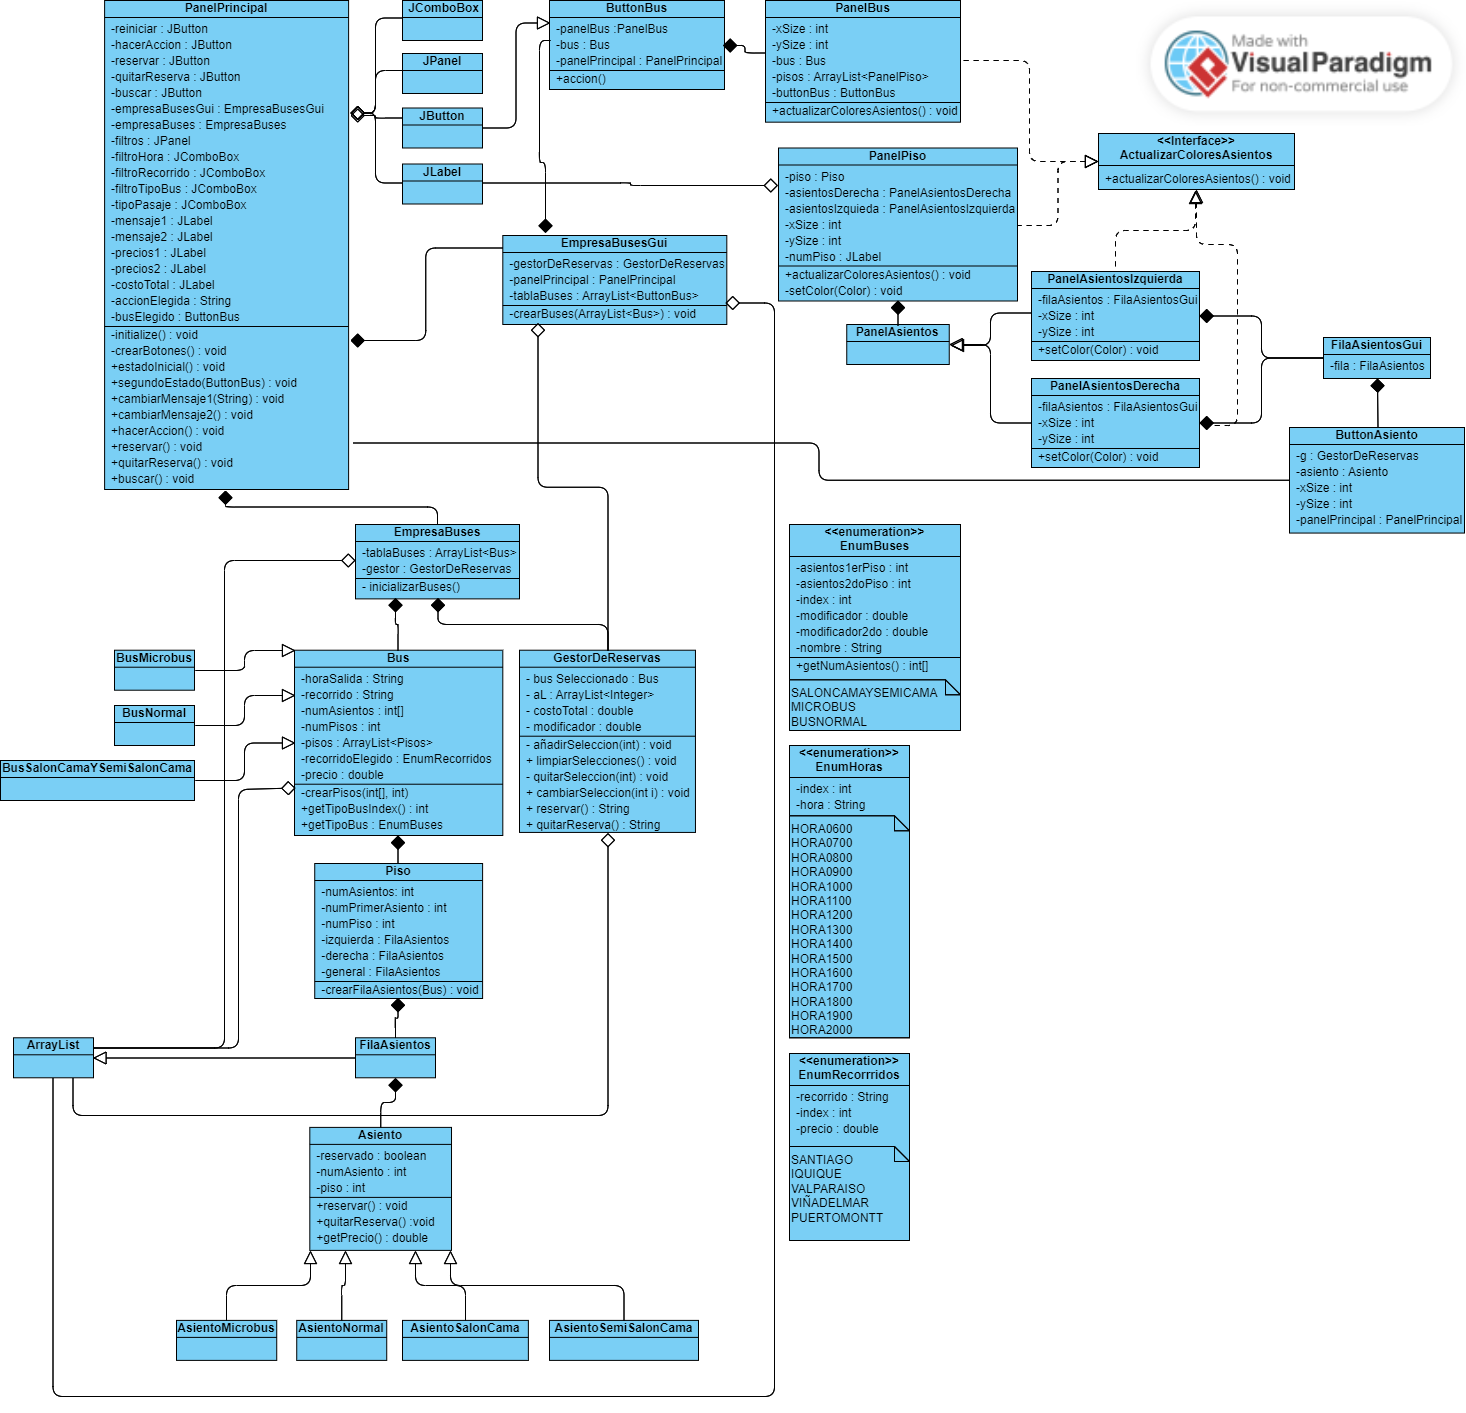 PanelPrincipal
-reiniciar : JButton
-hacerAccion : JButton
-reservar : JButton
-quitarReserva : JButton
-buscar : JButton
-empresaBusesGui : EmpresaBusesGui
-empresaBuses : EmpresaBuses
-filtros : JPanel
-filtroHora : JComboBox
-filtroRecorrido : JComboBox
-filtroTipoBus : JComboBox
-tipoPasaje : JComboBox
-mensaje1 : JLabel
-mensaje2 : JLabel
-precios1 : JLabel
-precios2 : JLabel
-costoTotal : JLabel
-accionElegida : String
-busElegido : ButtonBus
-initialize() : void
-crearBotones() : void
+estadoInicial() : void
+segundoEstado(ButtonBus) : void
+cambiarMensaje1(String) : void
+cambiarMensaje2() : void
+hacerAccion() : void
+reservar() : void
+quitarReserva() : void
+buscar() : void
JComboBox
JPanel
JButton
JLabel
ButtonBus
-panelBus :PanelBus
-bus : Bus
-panelPrincipal : PanelPrincipal
+accion()
PanelBus
-xSize : int
-ySize : int
-bus : Bus
-pisos : ArrayList<PanelPiso>
-buttonBus : ButtonBus
+actualizarColoresAsientos() : void
Made with
VisualParadigm
For non-commercial use
<<Interface>>
ActualizarColoresAsientos
+actualizarColoresAsientos() : void
PanelPiso
-piso : Piso
-asientosDerecha : PanelAsientosDerecha
-asientosIzquieda : PanelAsientosIzquierda
-xSize : int
-ySize : int
-numPiso : JLabel
+actualizarColoresAsientos() : void
-setColor(Color) : void
EmpresaBusesGui
-gestorDeReservas : GestorDeReservas
-panelPrincipal : PanelPrincipal
-tablaBuses : ArrayList<ButtonBus>
-crearBuses(ArrayList<Bus>) : void
PanelAsientos
PanelAsientosIzquierda
-filaAsientos : FilaAsientosGui
-xSize : int
-ySize : int
+setColor(Color) : void
PanelAsientosDerecha
-filaAsientos : FilaAsientosGui
-xSize : int
-ySize : int
+setColor(Color) : void
FilaAsientosGui
-fila : FilaAsientos
ButtonAsiento
-g : GestorDeReservas
-asiento : Asiento
-xSize : int
-ySize : int
-panelPrincipal : PanelPrincipal
EmpresaBuses
-tablaBuses : ArrayList<Bus>
-gestor : GestorDeReservas
- inicializarBuses()
<<enumeration>>
EnumBuses
-asientos1erPiso : int
-asientos2doPiso : int
-index : int
-modificador : double
-modificador2do : double
-nombre : String
+getNumAsientos() : int[]
SALONCAMAYSEMICAMA
MICROBUS
BUSNORMAL
BusMicrobus
BusNormal
BusSalonCamaYSemiSalonCama
Bus
-horaSalida : String
-recorrido : String
-numAsientos : int[]
-numPisos : int
-pisos : ArrayList<Pisos>
-recorridoElegido : EnumRecorridos
-precio : double
-crearPisos(int[], int)
+getTipoBusIndex() : int
+getTipoBus : EnumBuses
GestorDeReservas
- bus Seleccionado : Bus
- aL : ArrayList<Integer>
- costoTotal : double
- modificador : double
- añadirSeleccion(int) : void
+ limpiarSelecciones() : void
- quitarSeleccion(int) : void
+ cambiarSeleccion(int i) : void
+ reservar() : String
+ quitarReserva() : String
<<enumeration>>
EnumHoras
-index : int
-hora : String
HORA0600
HORA0700
HORA0800
HORA0900
HORA1000
HORA1100
HORA1200
HORA1300
HORA1400
HORA1500
HORA1600
HORA1700
HORA1800
HORA1900
HORA2000
Piso
-numAsientos: int
-numPrimerAsiento : int
-numPiso : int
-izquierda : FilaAsientos
-derecha : FilaAsientos
-general : FilaAsientos
-crearFilaAsientos(Bus) : void
ArrayList
FilaAsientos
<<enumeration>>
EnumRecorrridos
-recorrido : String
-index : int
-precio : double
SANTIAGO
IQUIQUE
VALPARAISO
VIÑADELMAR
PUERTOMONTT
Asiento
-reservado : boolean
-numAsiento : int
-piso : int
+reservar() : void
+quitarReserva() :void
+getPrecio() : double
AsientoMicrobus
AsientoNormal
AsientoSalonCama
AsientoSemiSalonCama